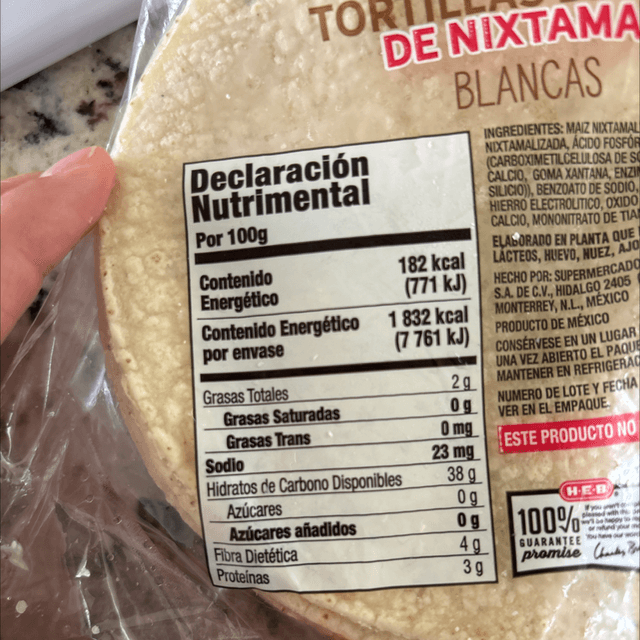 TORTILLAS
DE NIXTAMA
BLANCAS
Declaración
Nutrimental
Por 100g
Contenido
Energético
182 kcal
(771 kJ)
Contenido Energético
por envase
1 832 kcal
(7 761 kJ)
Grasas Totales 2 g
Grasas Saturadas 0 g
Grasas Trans 0 mg
Sodio 23 mg
Hidratos de Carbono Disponibles 38 g
Azúcares 0 g
Azúcares añadidos 0 g
Fibra Dietética 4 g
Proteínas 3 g
INGREDIENTES: MAIZ NIXTAMAL
NIXTAMALIZADA, ÁCIDO FOSFÓR
(CARBOXIMETILCELULOSA DE S
CALCIO, GOMA XANTANA, ENZIM
SILICIO)), BENZOATO DE SODIO,
HIERRO ELECTROLITICO, OXIDO
CALCIO, MONONITRATO DE TIA
ELABORADO EN PLANTA QUE
LÁCTEOS, HUEVO, NUEZ, AJO
HECHO POR: SUPERMERCADO
S.A. DE C.V., HIDALGO 2405
MONTERREY, N.L., MÉXICO
PRODUCTO DE MÉXICO
CONSÉRVESE EN UN LUGAR
UNA VEZ ABIERTO EL PAQUE
MANTENER EN REFRIGERAC
NUMERO DE LOTE Y FECHA
VER EN EL EMPAQUE
ESTE PRODUCTO NO
H-E-B
100%
GUARANTEE
promise